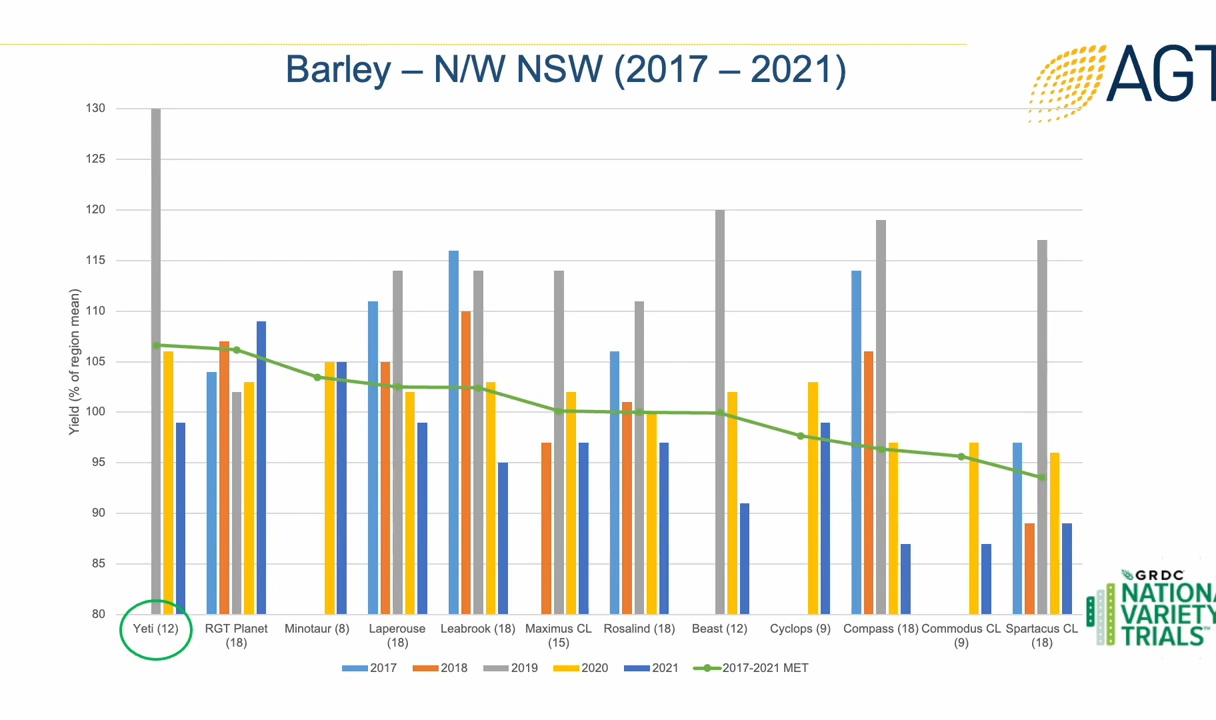 Barley – N/W NSW (2017 – 2021)
AGT
130
125
120
115
110
105
100
95
90
85
80
Yield (% of region mean)
Yeti (12)
RGT Planet
(18)
Minotaur (8)
Laperouse
(18)
Leabrook (18)
Maximus CL
(15)
Rosalind (18)
Beast (12)
Cyclops (9)
Compass (18)
Commodus CL
(9)
Spartacus CL
(18)
2017
2018
2019
2020
2021
2017-2021 MET
GRDC
NATIONA
VARIETY
TRIALS™